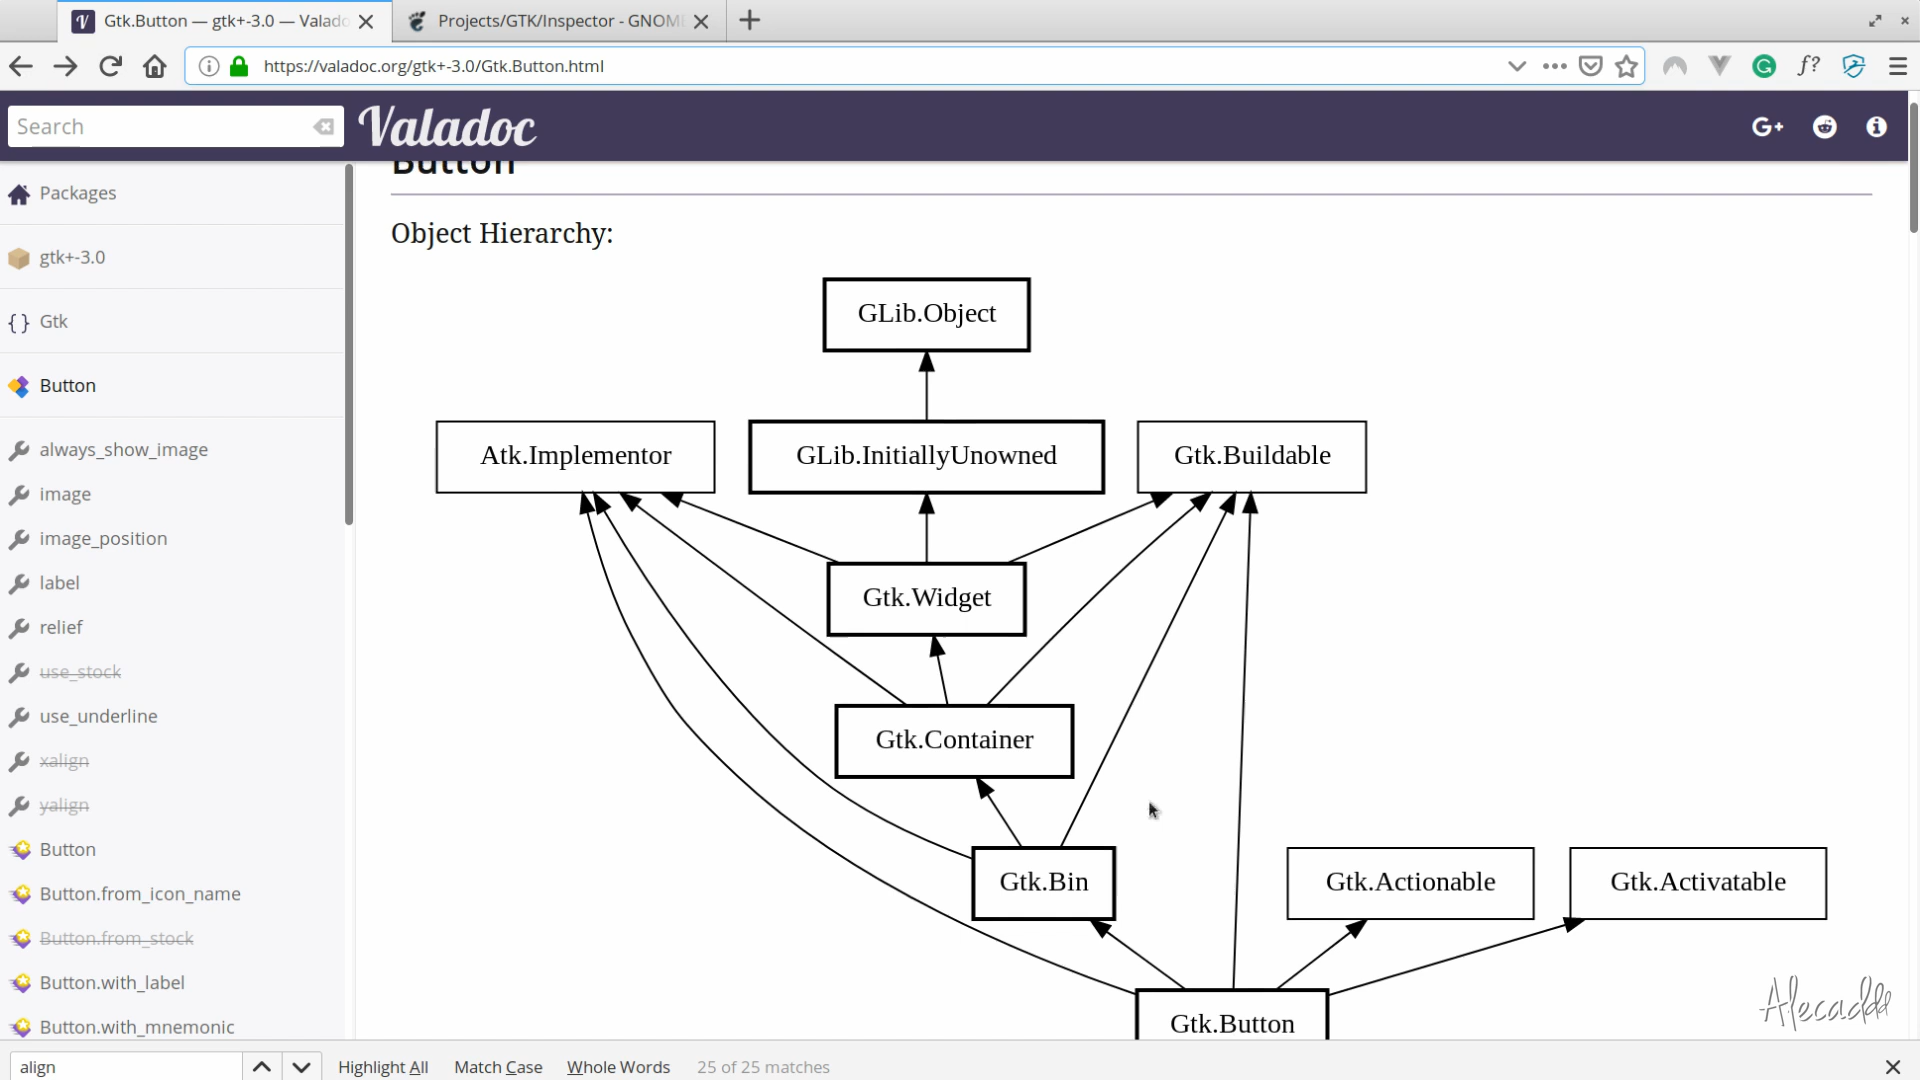 Gtk.Button — gtk+-3.0 — Valado
Projects/GTK/Inspector - GNOM
https://valadoc.org/gtk+-3.0/Gtk.Button.html
f?
Search
Valadoc
G+
Button
Packages
gtk+-3.0
{} Gtk
Button
always_show_image
image
image_position
label
relief
use_stock
use_underline
xalign
yalign
Button
Button.from_icon_name
Button.from_stock
Button.with_label
Button.with_mnemonic
Object Hierarchy:
GLib.Object
Atk.Implementor
GLib.InitiallyUnowned
Gtk.Buildable
Gtk.Widget
Gtk.Container
Gtk.Bin
Gtk.Actionable
Gtk.Activatable
Gtk.Button
Alecaddd
align
Highlight All
Match Case
Whole Words
25 of 25 matches